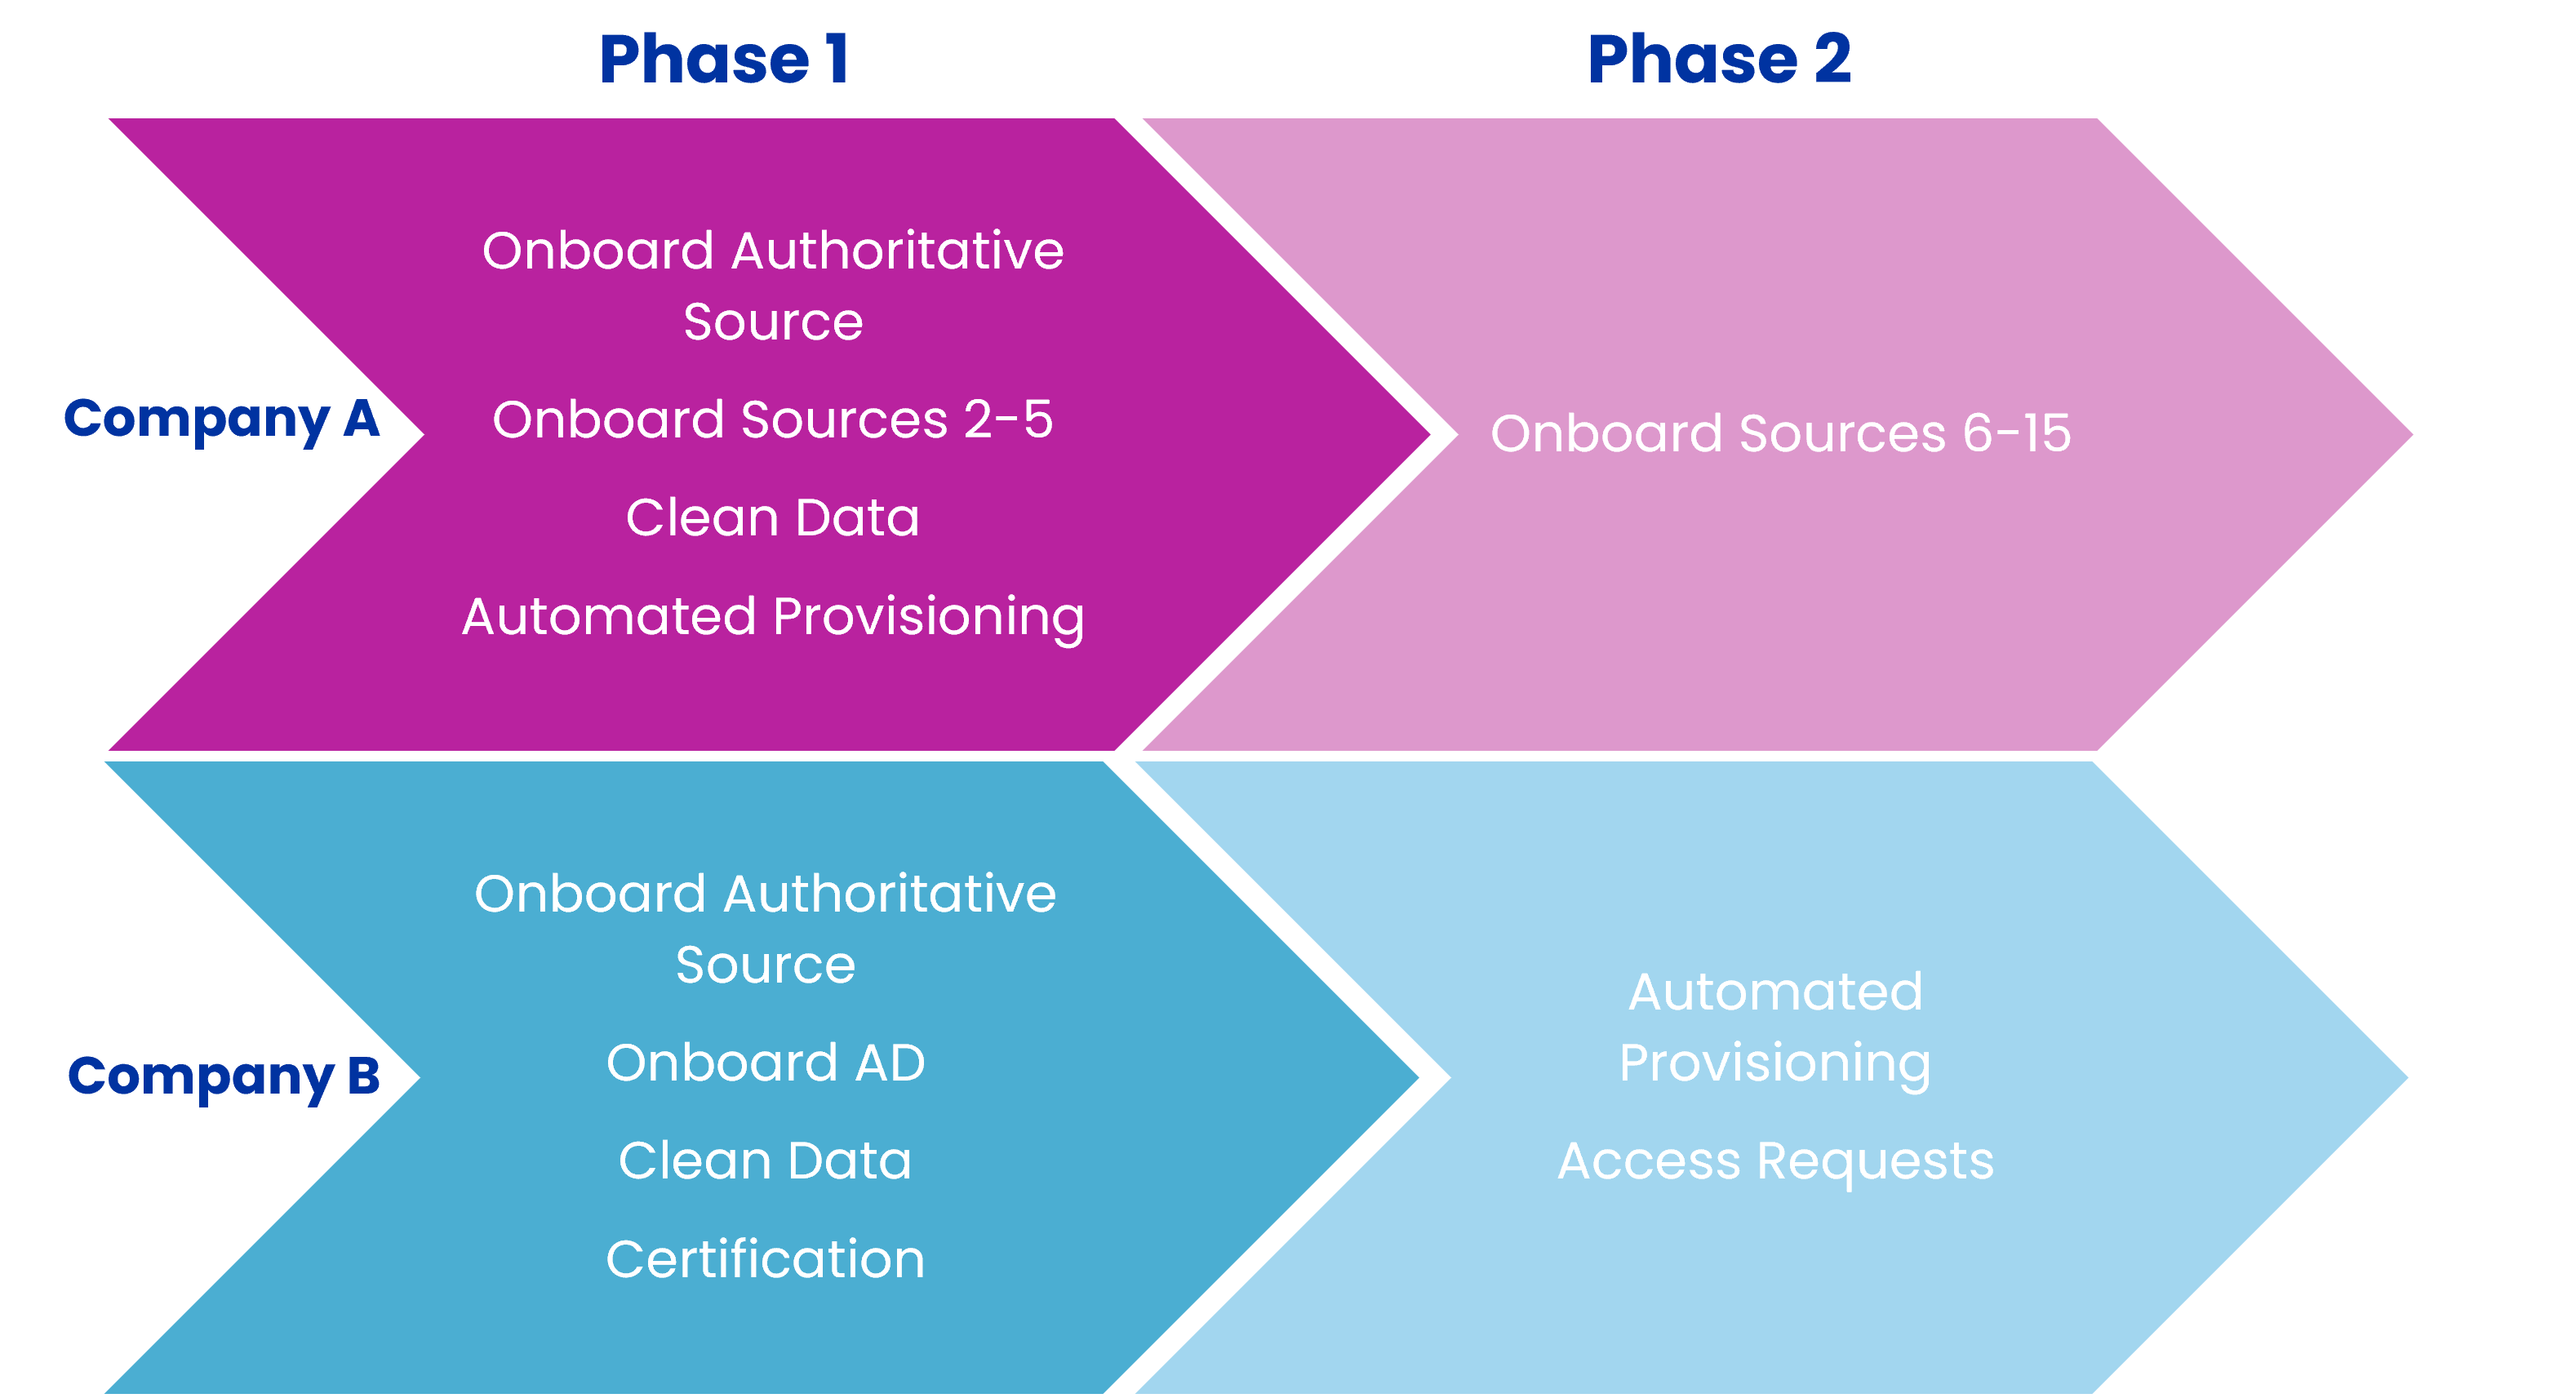 Phase 1
Phase 2
Company A
Onboard Authoritative
Source
Onboard Sources 2-5
Clean Data
Automated Provisioning
Onboard Sources 6-15
Company B
Onboard Authoritative
Source
Onboard AD
Clean Data
Certification
Automated
Provisioning
Access Requests